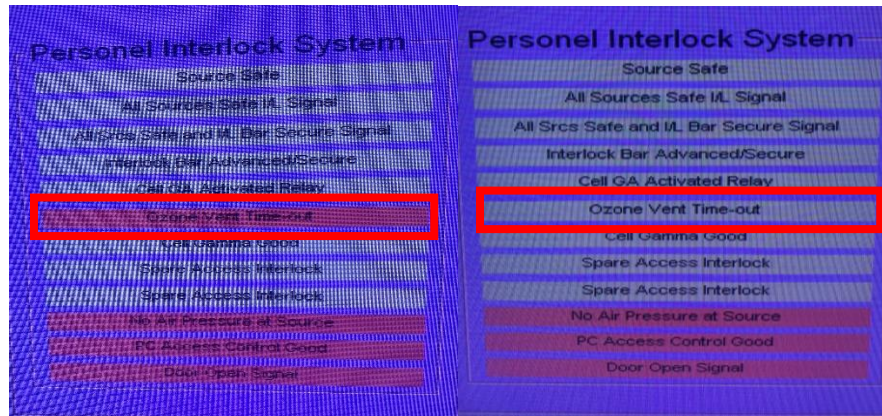 Personel Interlock System
Source Safe
All Sources Safe I/L Signal
All Srcs Safe and I/L Bar Secure Signal
Interlock Bar Advanced/Secure
Cell GA Activated Relay
Ozone Vent Time-out
Cell Gamma Good
Spare Access Interlock
Spare Access Interlock
No Air Pressure at Source
PC Access Control Good
Door Open Signal
Personel Interlock System
Source Safe
All Sources Safe I/L Signal
All Srcs Safe and I/L Bar Secure Signal
Interlock Bar Advanced/Secure
Cell GA Activated Relay
Ozone Vent Time-out
Cell Gamma Good
Spare Access Interlock
Spare Access Interlock
No Air Pressure at Source
PC Access Control Good
Door Open Signal